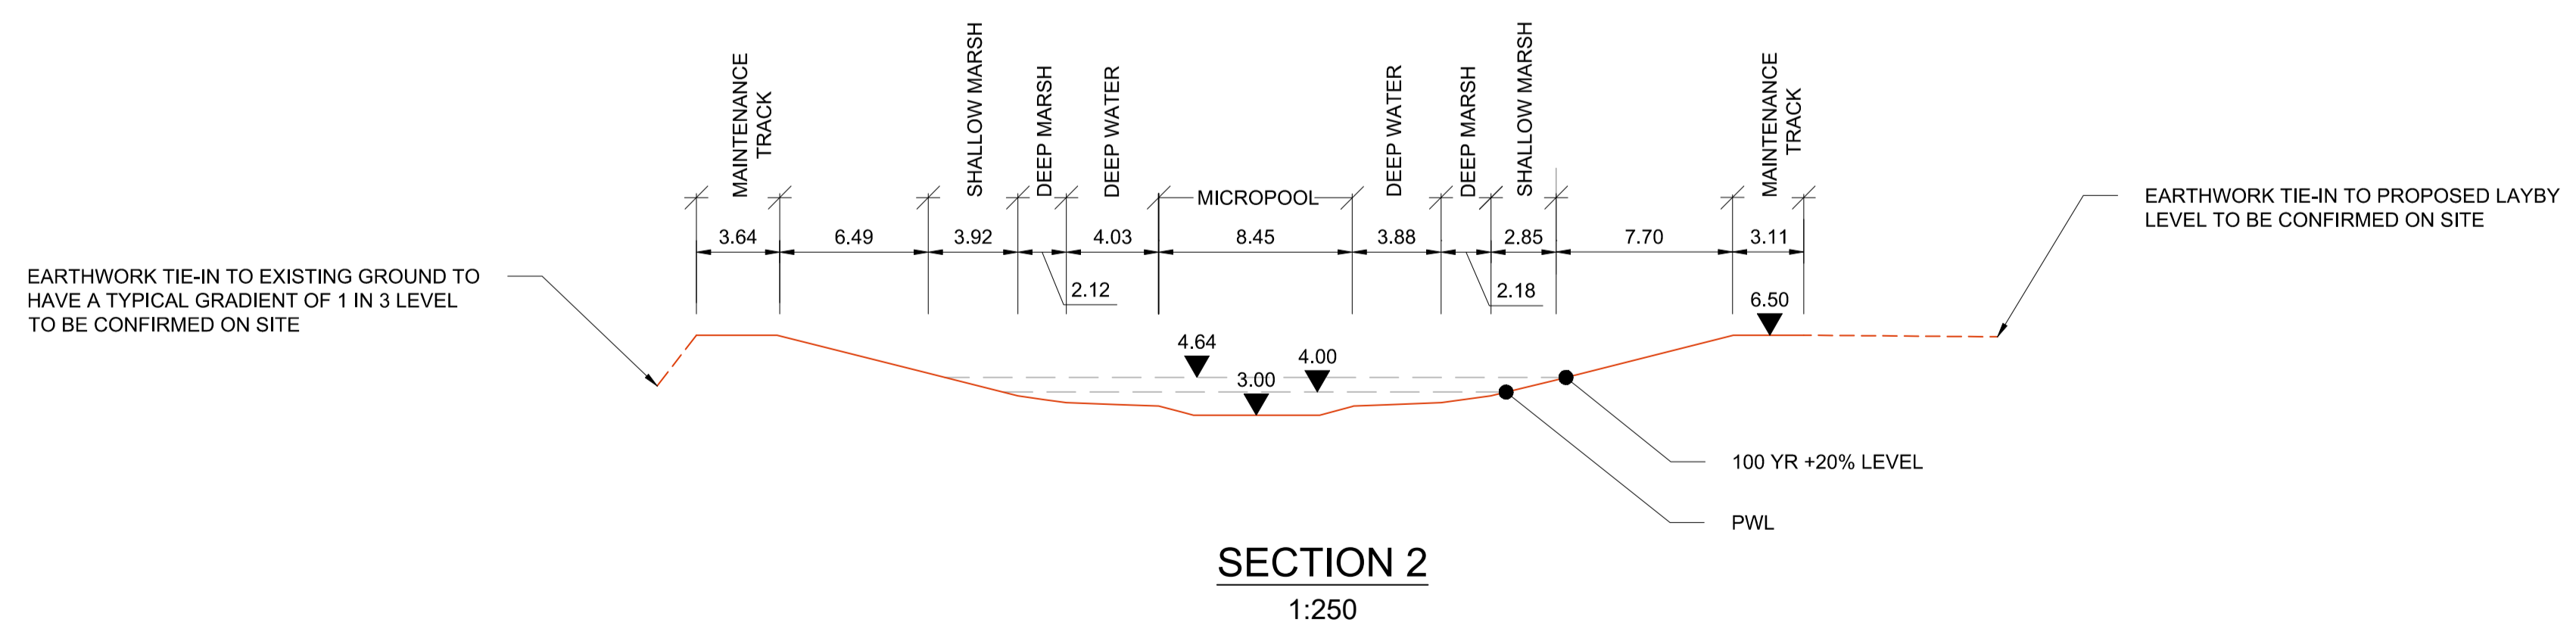 MAINTENANCE
TRACK
SHALLOW MARSH
DEEP MARSH
DEEP WATER
MICROPOOL
DEEP WATER
DEEP MARSH
SHALLOW MARSH
MAINTENANCE
TRACK
3.64
6.49
3.92
2.12
4.03
8.45
3.88
2.18
2.85
7.70
3.11
EARTHWORK TIE-IN TO PROPOSED LAYBY
LEVEL TO BE CONFIRMED ON SITE
EARTHWORK TIE-IN TO EXISTING GROUND TO
HAVE A TYPICAL GRADIENT OF 1 IN 3 LEVEL
TO BE CONFIRMED ON SITE
6.50
4.64
4.00
3.00
100 YR +20% LEVEL
PWL
SECTION 2
1:250